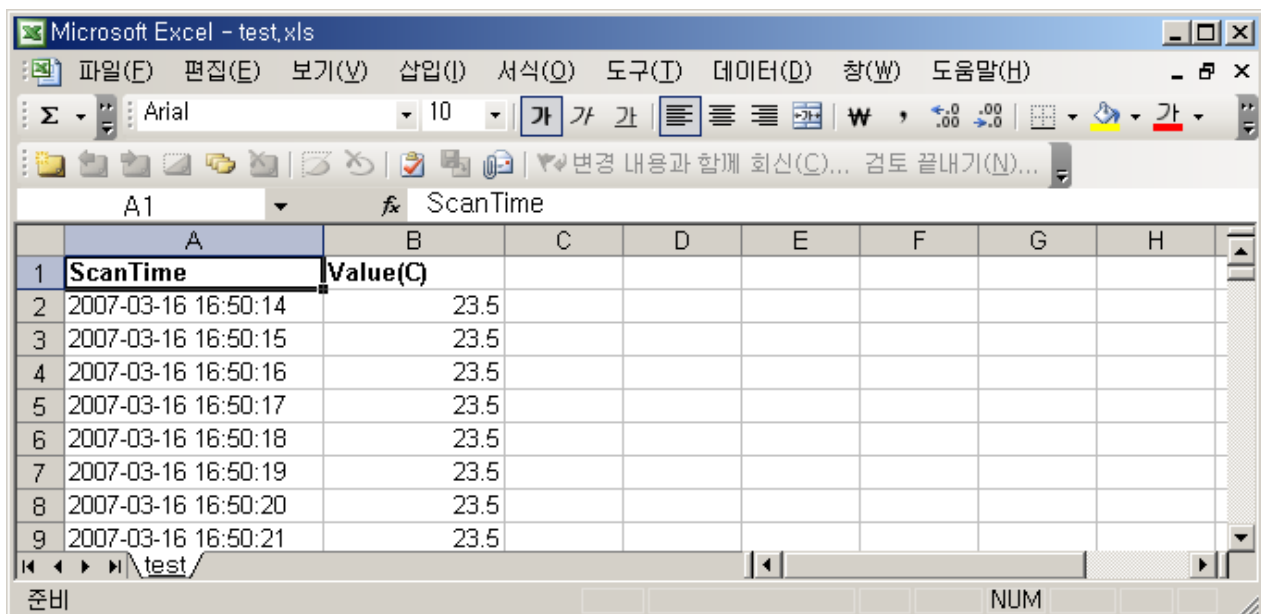 Microsoft Excel - test.xls
파일(F) 편집(E) 보기(V) 삽입(I) 서식(O) 도구(T) 데이터(D) 창(W) 도움말(H)
Σ Arial 10 가 가 가 ₩ , .0 .00 .00 .0 가
변경 내용과 함께 회신(C)... 검토 끝내기(N)...
A1 fx ScanTime
A B C D E F G H
1 ScanTime Value(C)
2 2007-03-16 16:50:14 23.5
3 2007-03-16 16:50:15 23.5
4 2007-03-16 16:50:16 23.5
5 2007-03-16 16:50:17 23.5
6 2007-03-16 16:50:18 23.5
7 2007-03-16 16:50:19 23.5
8 2007-03-16 16:50:20 23.5
9 2007-03-16 16:50:21 23.5
test
준비 NUM